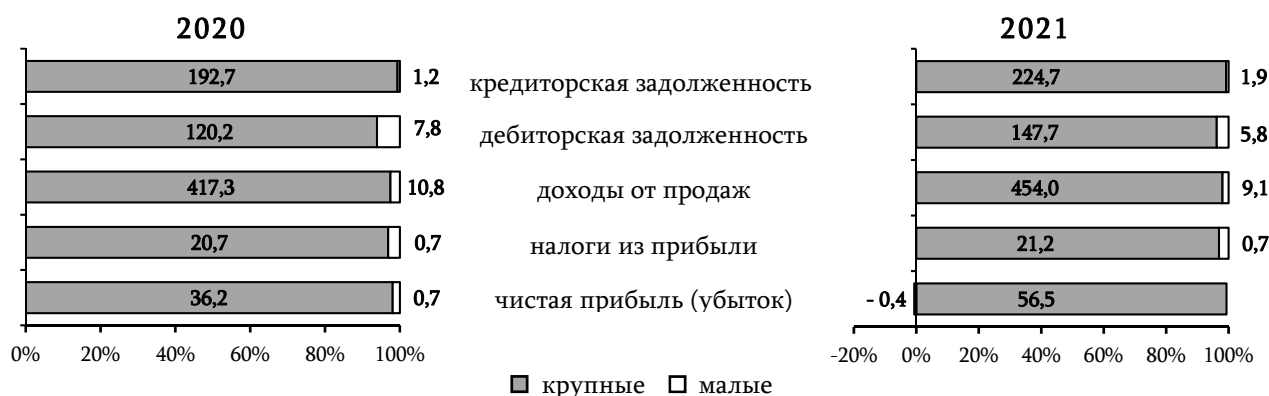 2020 2021
192,7 1,2 кредиторская задолженность 224,7 1,9
120,2 7,8 дебиторская задолженность 147,7 5,8
417,3 10,8 доходы от продаж 454,0 9,1
20,7 0,7 налоги из прибыли 21,2 0,7
36,2 0,7 чистая прибыль (убыток) - 0,4 56,5
0% 20% 40% 60% 80% 100% -20% 0% 20% 40% 60% 80% 100%
крупные малые